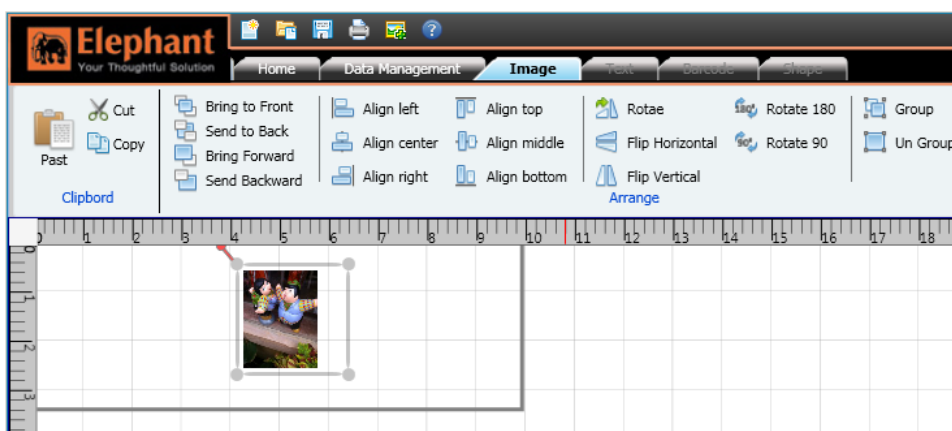 Elephant
Your Thoughtful Solution
Home
Data Management
Image
Text
Barcode
Shape
Past
Cut
Copy
Clipbord
Bring to Front
Send to Back
Bring Forward
Send Backward
Align left
Align center
Align right
Align top
Align middle
Align bottom
Rotae
Flip Horizontal
Flip Vertical
180°
Rotate 180
90°
Rotate 90
Arrange
Group
Un Group
0 1 2 3 4 5 6 7 8 9 10 11 12 13 14 15 16 17 18
0
1
2
3